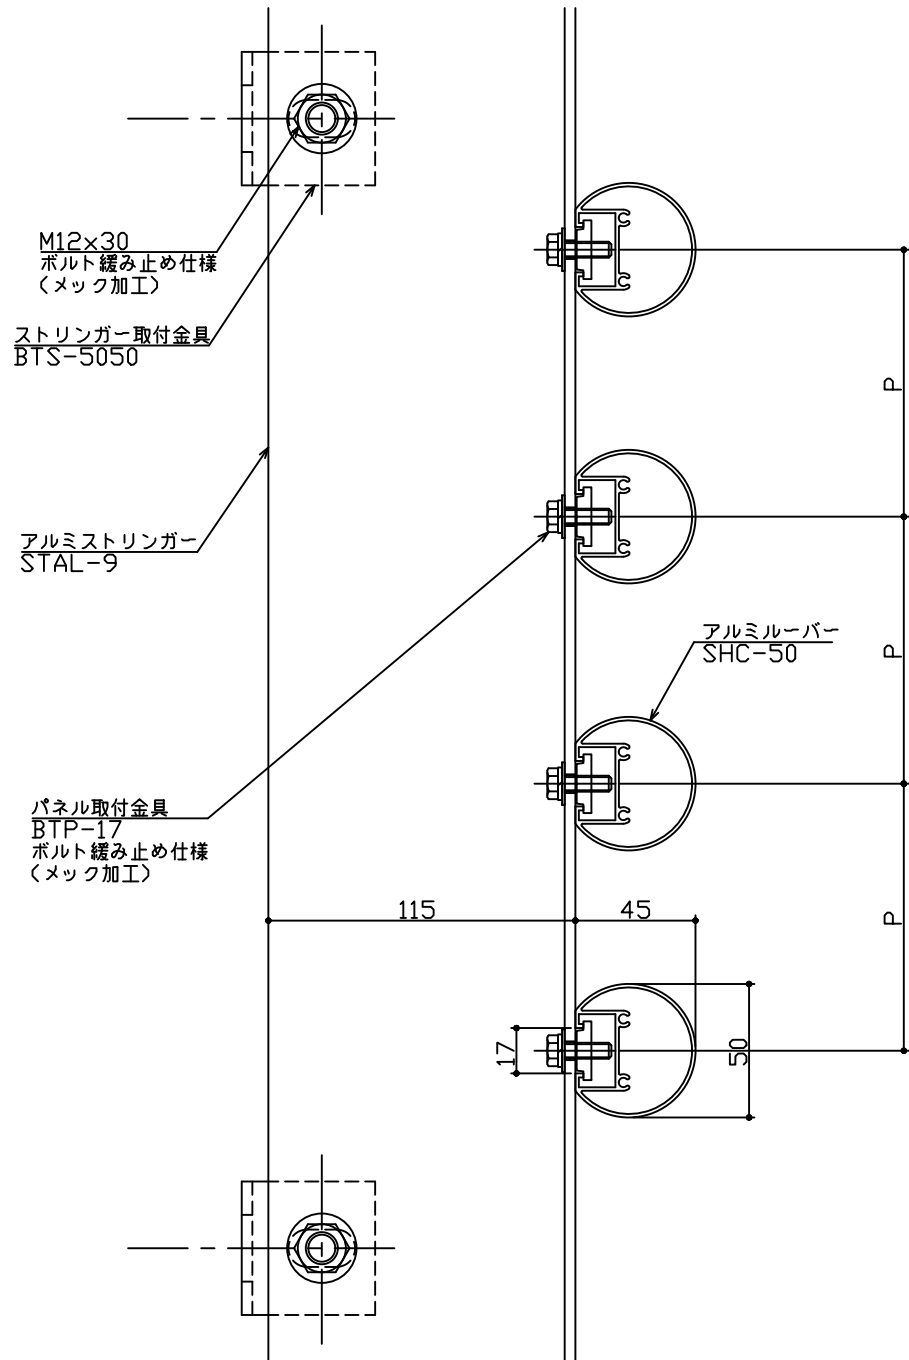 M12×30
ボルト緩み止め仕様
(メック加工)
ストリンガー取付金具
BTS-5050
P
アルミストリンガー
STAL-9
アルミルーバー
SHC-50
P
パネル取付金具
BTP-17
ボルト緩み止め仕様
(メック加工)
115
45
P
17
50